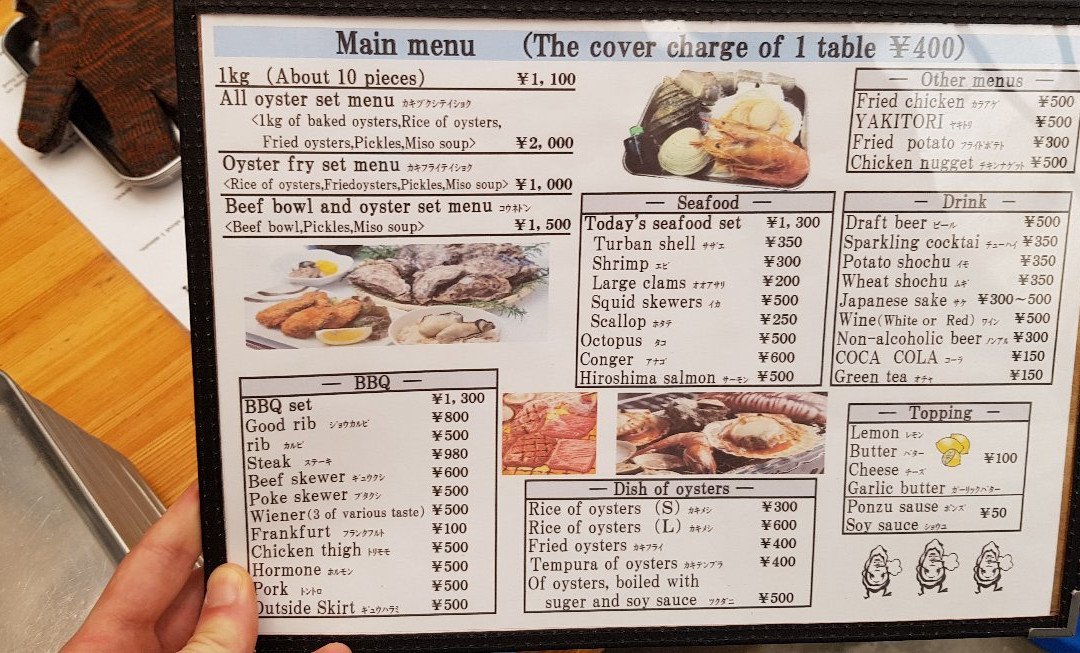 Main menu (The cover charge of 1 table ¥400)
1kg (About 10 pieces) ¥1,100
All oyster set menu カキヅクシテイショク
<1kg of baked oysters,Rice of oysters,
Fried oysters,Pickles,Miso soup> ¥2,000
Oyster fry set menu カキフライテイショク
<Rice of oysters,Friedoysters,Pickles,Miso soup> ¥1,000
Beef bowl and oyster set menu コウネドン
<Beef bowl,Pickles,Miso soup> ¥1,500
— BBQ —
BBQ set ¥1,300
Good rib ジョウカルビ ¥800
rib カルビ ¥500
Steak ステーキ ¥980
Beef skewer ギュウクシ ¥600
Poke skewer ブタクシ ¥500
Wiener(3 of various taste) ¥500
Frankfurt フランクフルト ¥100
Chicken thigh トリモモ ¥500
Hormone ホルモン ¥500
Pork トントロ ¥500
Outside Skirt ギュウハラミ ¥500
— Seafood —
Today's seafood set ¥1,300
Turban shell サザエ ¥350
Shrimp エビ ¥300
Large clams オオアサリ ¥200
Squid skewers イカ ¥500
Scallop ホタテ ¥250
Octopus タコ ¥500
Conger アナゴ ¥600
Hiroshima salmon サーモン ¥500
— Dish of oysters —
Rice of oysters (S) カキメシ ¥300
Rice of oysters (L) カキメシ ¥600
Fried oysters カキフライ ¥400
Tempura of oysters カキテンプラ ¥400
Of oysters, boiled with
suger and soy sauce ツクダニ ¥500
— Other menus —
Fried chicken カラアゲ ¥500
YAKITORI ヤキトリ ¥500
Fried potato フライドポテト ¥300
Chicken nugget チキンナゲット ¥500
— Drink —
Draft beer ビール ¥500
Sparkling cocktai チューハイ ¥350
Potato shochu イモ ¥350
Wheat shochu ムギ ¥350
Japanese sake サケ ¥300~500
Wine(White or Red) ワイン ¥500
Non-alcoholic beer ノンアル ¥300
COCA COLA コーラ ¥150
Green tea オチャ ¥150
— Topping —
Lemon レモン
Butter バター
Cheese チーズ
Garlic butter ガーリックバター
¥100
Ponzu sause ポンズ
Soy sauce ショウユ
¥50